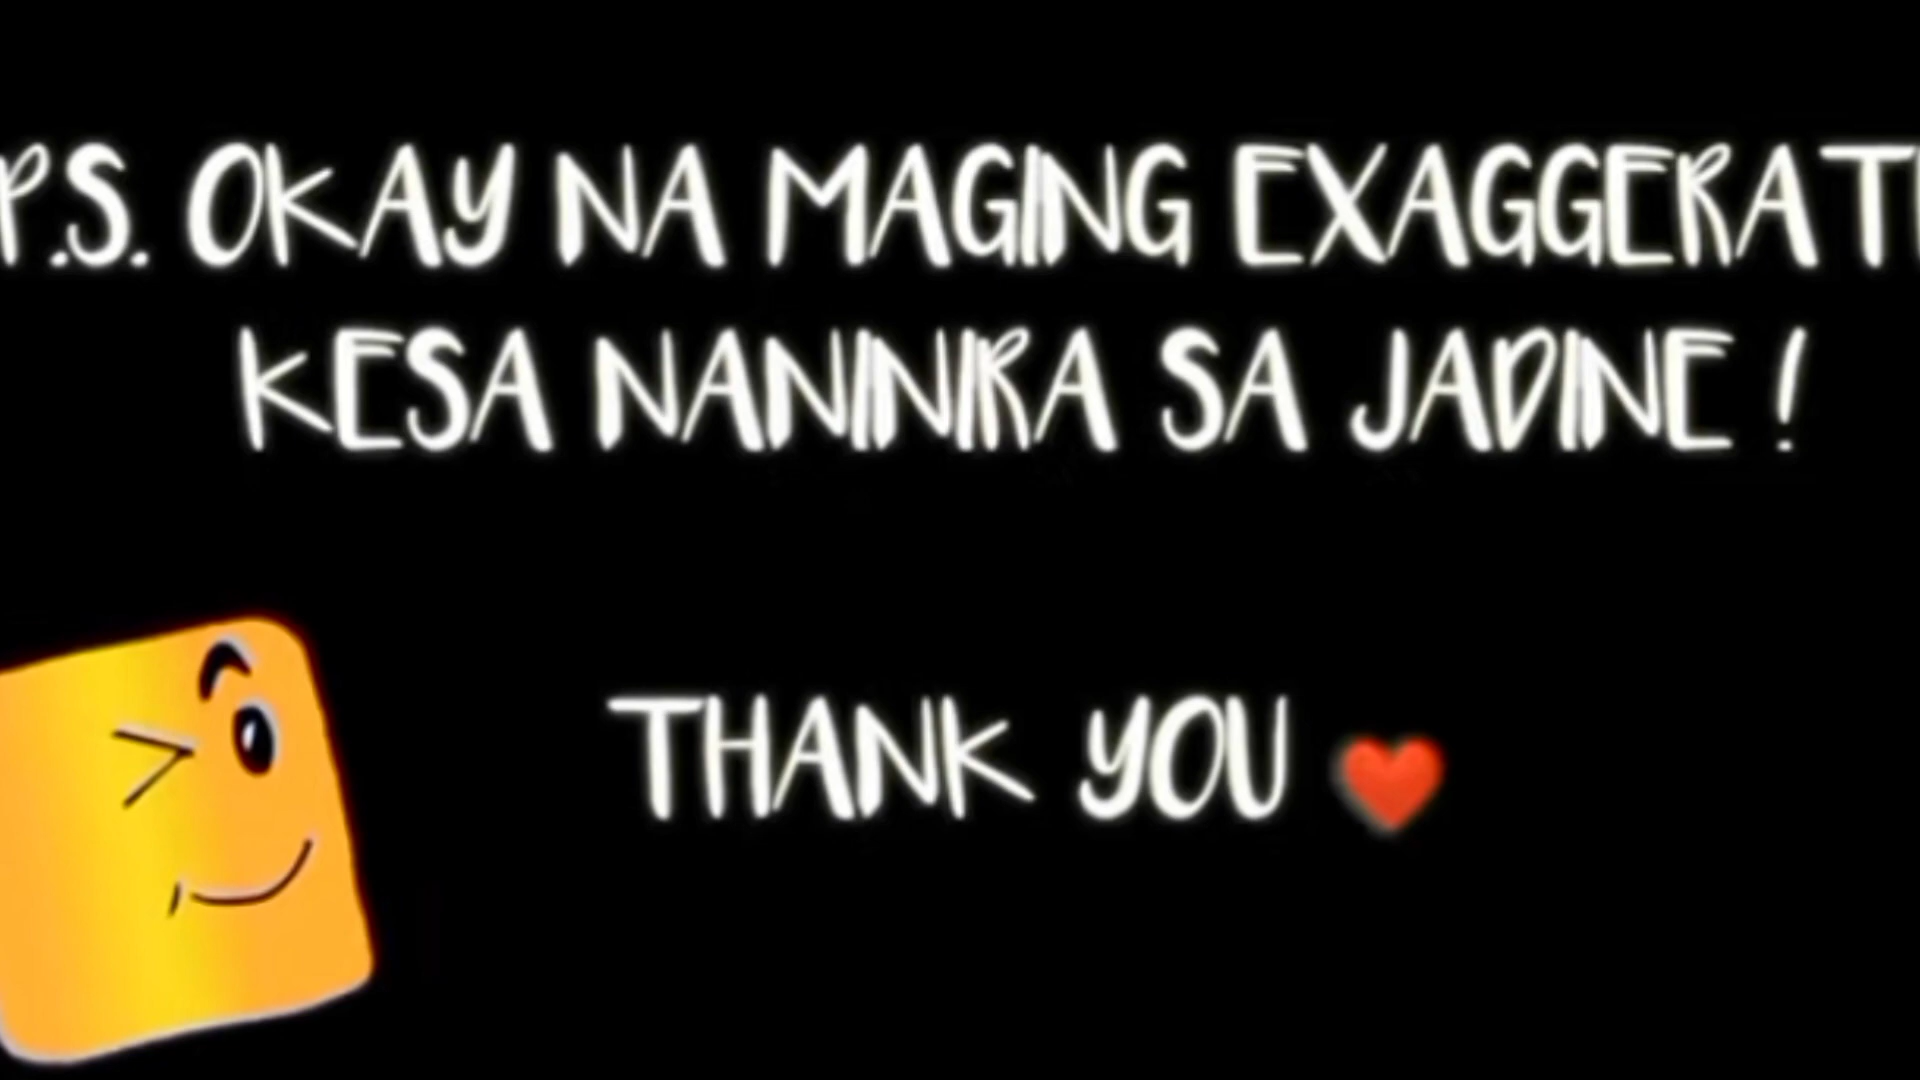 P.S. OKAY NA MAGING
KESA NANINIRA SA JADINE !
THANK YOU ❤